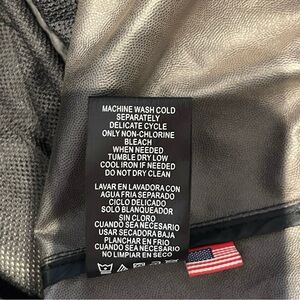 MACHINE WASH COLD
SEPARATELY
DELICATE CYCLE
ONLY NON-CHLORINE
BLEACH
WHEN NEEDED
TUMBLE DRY LOW
COOL IRON IF NEEDED
DO NOT DRY CLEAN
LAVAR EN LAVADORA CON
AGUA FRIA SEPARADO
CICLO DELICADO
SOLO BLANQUEADOR
SIN CLORO
CUANDO SEA NECESARIO
USAR SECADORA BAJA
PLANCHAR EN FRIO
CUANDO SEA NECESARIO
NO LIMPIAR EN SECO